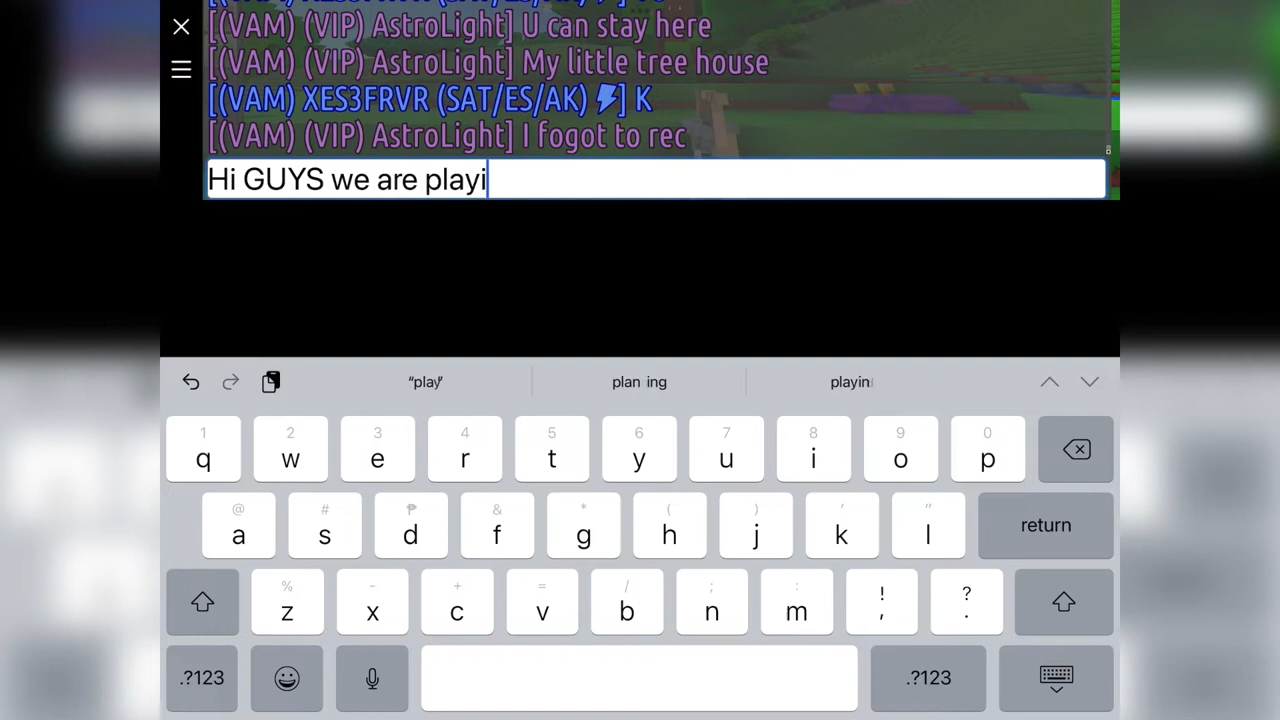 [(VAM) (VIP) AstroLight] U can stay here
[(VAM) (VIP) AstroLight] My little tree house
[(VAM) XES3FRVR (SAT/ES/AK) ⚡] K
[(VAM) (VIP) AstroLight] I fogot to rec
Hi GUYS we are playi
“play” plan ing playin
1 2 3 4 5 6 7 8 9 0
q w e r t y u i o p
@ # ₱ & * ( ) ' "
a s d f g h j k l return
% - + = / ; : ! ?
z x c v b n m , .
.?123 .?123